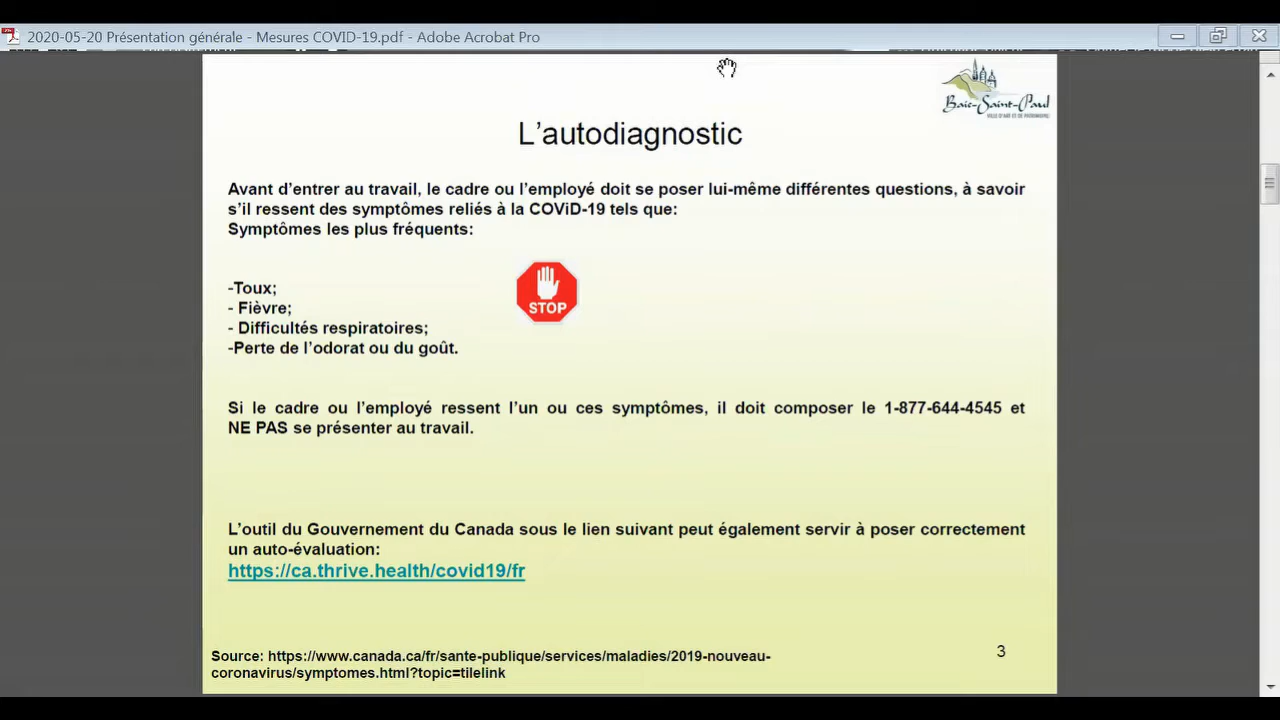 2020-05-20 Présentation générale - Mesures COVID-19.pdf - Adobe Acrobat Pro
Baie-Saint-Paul
VILLE D'ART ET DE PATRIMOINE
L'autodiagnostic
Avant d'entrer au travail, le cadre ou l'employé doit se poser lui-même différentes questions, à savoir
s'il ressent des symptômes reliés à la COViD-19 tels que:
Symptômes les plus fréquents:
-Toux;
- Fièvre;
- Difficultés respiratoires;
-Perte de l'odorat ou du goût.
STOP
Si le cadre ou l'employé ressent l'un ou ces symptômes, il doit composer le 1-877-644-4545 et
NE PAS se présenter au travail.
L'outil du Gouvernement du Canada sous le lien suivant peut également servir à poser correctement
un auto-évaluation:
https://ca.thrive.health/covid19/fr
Source: https://www.canada.ca/fr/sante-publique/services/maladies/2019-nouveau-
coronavirus/symptomes.html?topic=tilelink
3